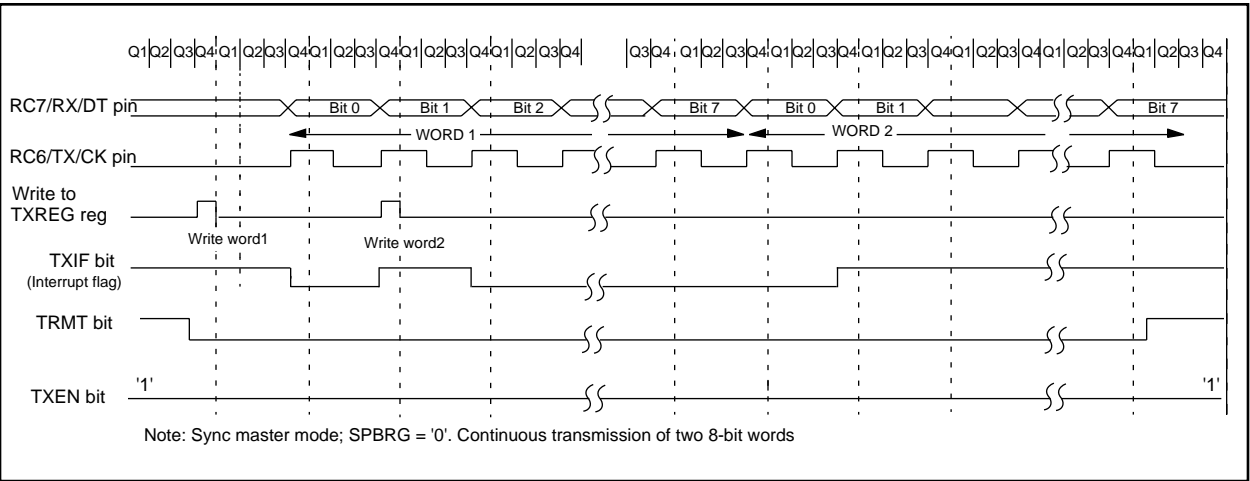 Q1 Q2 Q3 Q4 Q1 Q2 Q3 Q4 Q1 Q2 Q3 Q4 Q1 Q2 Q3 Q4 Q1 Q2 Q3 Q4 Q3 Q4 Q1 Q2 Q3 Q4 Q1 Q2 Q3 Q4 Q1 Q2 Q3 Q4 Q1 Q2 Q3 Q4 Q1 Q2 Q3 Q4 Q1 Q2 Q3 Q4
RC7/RX/DT pin Bit 0 Bit 1 Bit 2 Bit 7 Bit 0 Bit 1 Bit 7
WORD 1 WORD 2
RC6/TX/CK pin
Write to
TXREG reg
Write word1 Write word2
TXIF bit
(Interrupt flag)
TRMT bit
'1' '1'
TXEN bit
Note: Sync master mode; SPBRG = '0'. Continuous transmission of two 8-bit words